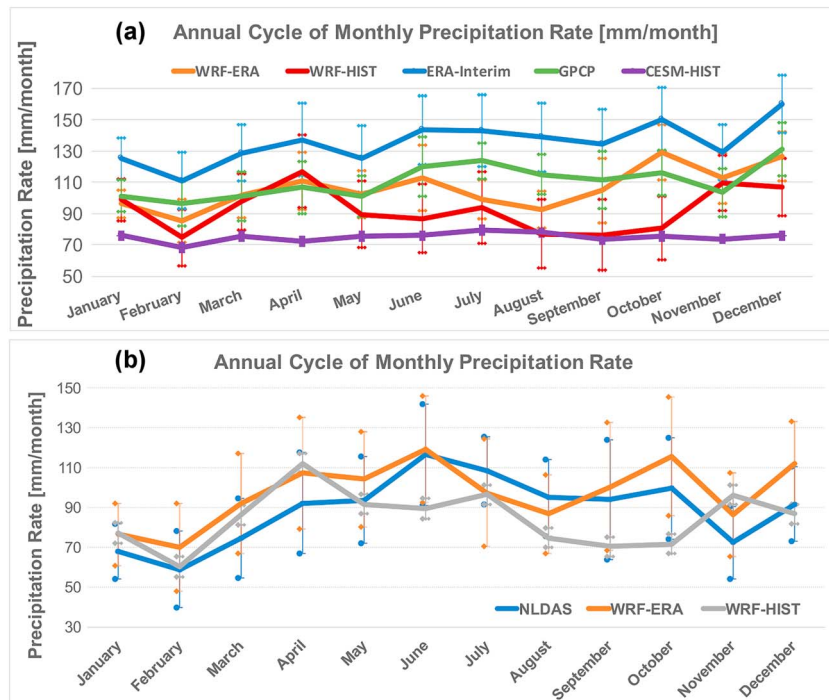 (a) Annual Cycle of Monthly Precipitation Rate [mm/month]
WRF-ERA WRF-HIST ERA-Interim GPCP CESM-HIST
Precipitation Rate [mm/month]
170
150
130
110
90
70
50
January February March April May June July August September October November December
(b) Annual Cycle of Monthly Precipitation Rate
Precipitation Rate [mm/month]
150
130
110
90
70
50
30
NLDAS WRF-ERA WRF-HIST
January February March April May June July August September October November December